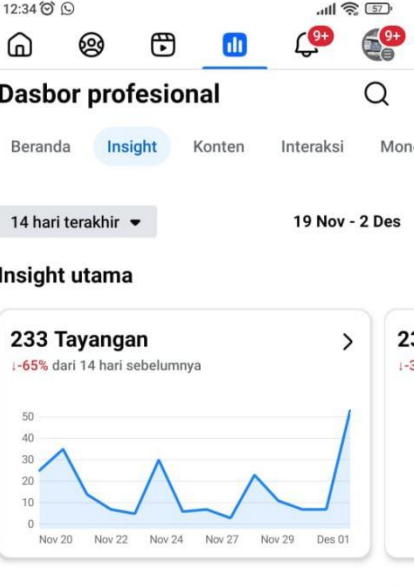 12:34
57
9+
9+
Dasbor profesional
Beranda
Insight
Konten
Interaksi
14 hari terakhir
19 Nov - 2 Des
Insight utama
233 Tayangan
↓-65% dari 14 hari sebelumnya
50
40
30
20
10
0
Nov 20
Nov 22
Nov 24
Nov 27
Nov 29
Des 01